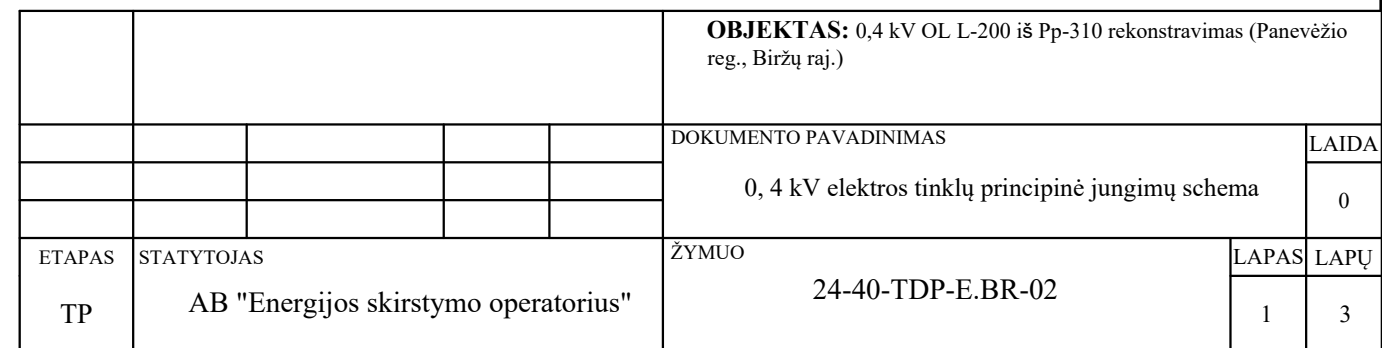 OBJEKTAS: 0,4 kV OL L-200 iš Pp-310 rekonstravimas (Panevėžio
reg., Biržų raj.)
DOKUMENTO PAVADINIMAS
LAIDA
0, 4 kV elektros tinklų principinė jungimų schema
0
ETAPAS
STATYTOJAS
ŽYMUO
LAPAS
LAPŲ
TP
AB "Energijos skirstymo operatorius"
24-40-TDP-E.BR-02
1
3